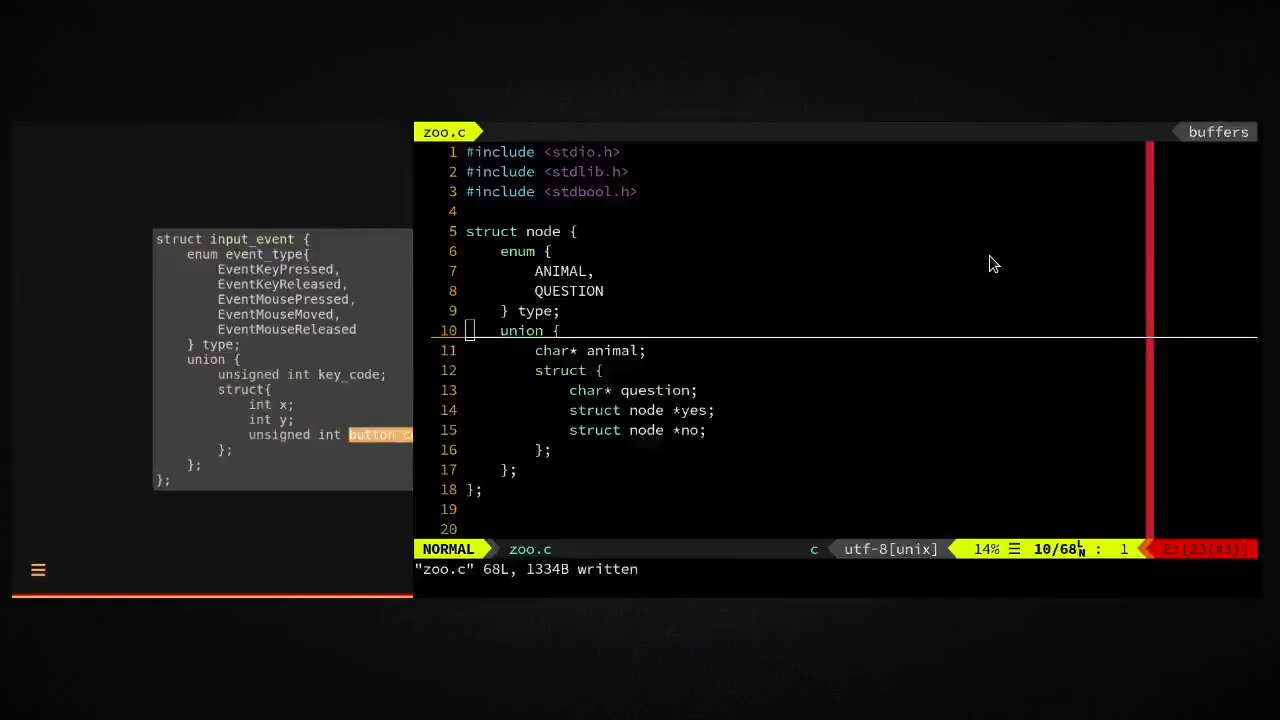 struct input_event {
enum event_type{
EventKeyPressed,
EventKeyReleased,
EventMousePressed,
EventMouseMoved,
EventMouseReleased
} type;
union {
unsigned int key_code;
struct{
int x;
int y;
unsigned int button_c
};
};
};
zoo.c
buffers
1 #include <stdio.h>
2 #include <stdlib.h>
3 #include <stdbool.h>
4
5 struct node {
6 enum {
7 ANIMAL,
8 QUESTION
9 } type;
10 union {
11 char* animal;
12 struct {
13 char* question;
14 struct node *yes;
15 struct node *no;
16 };
17 };
18 };
19
20
NORMAL zoo.c c utf-8[unix] 14% ☰ 10/68 LN : 1 E:[23(#3)]
"zoo.c" 68L, 1334B written